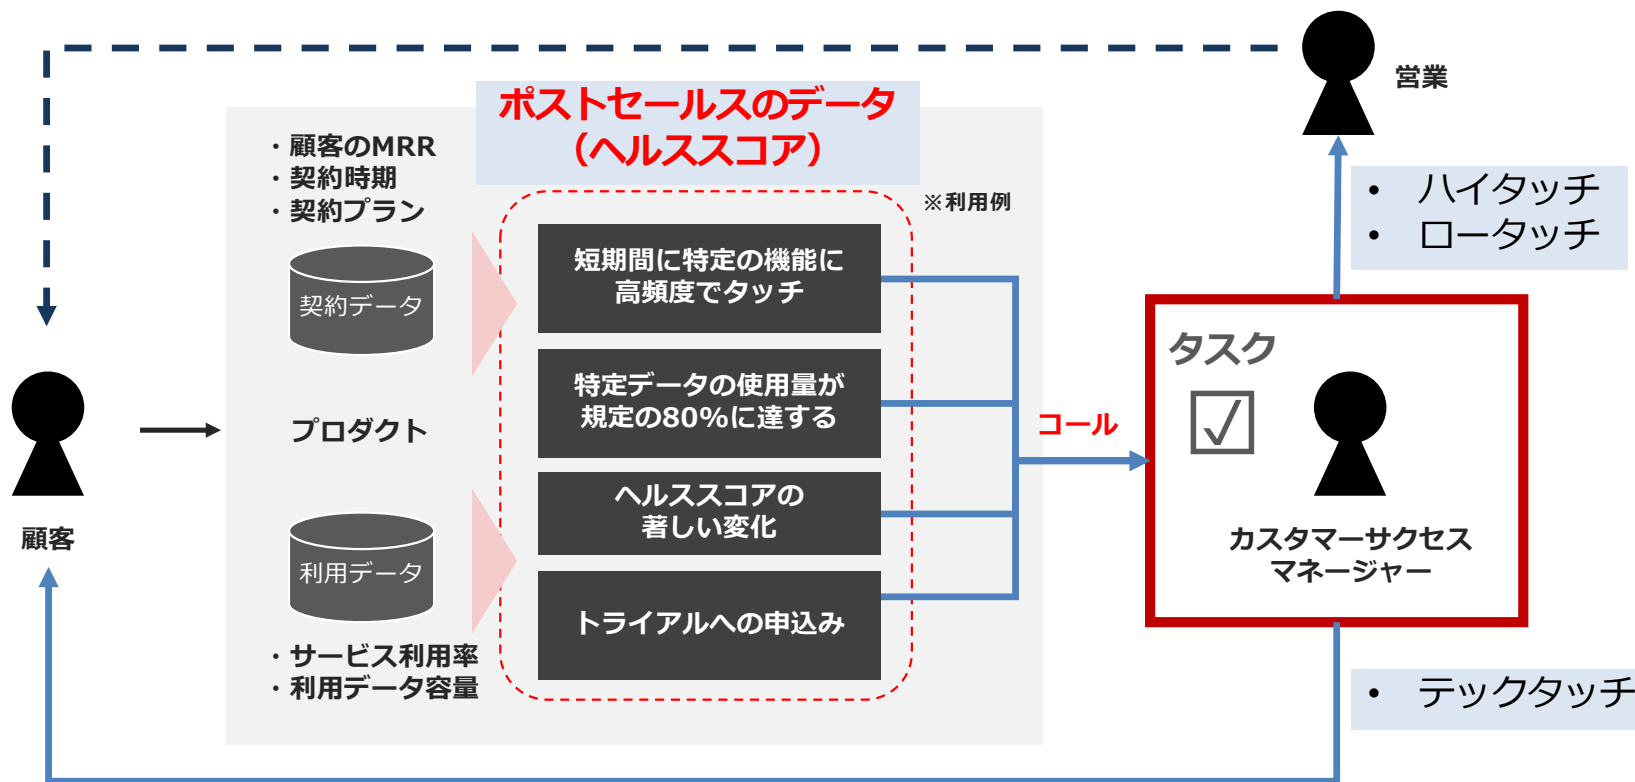 営業
ポストセールスのデータ
（ヘルススコア）
・顧客のMRR
・契約時期
・契約プラン
※利用例
• ハイタッチ
• ロータッチ
契約データ
短期間に特定の機能に
高頻度でタッチ
タスク
特定データの使用量が
規定の80%に達する
プロダクト
コール
顧客
ヘルススコアの
著しい変化
カスタマーサクセス
マネージャー
利用データ
トライアルへの申込み
・サービス利用率
・利用データ容量
• テックタッチ